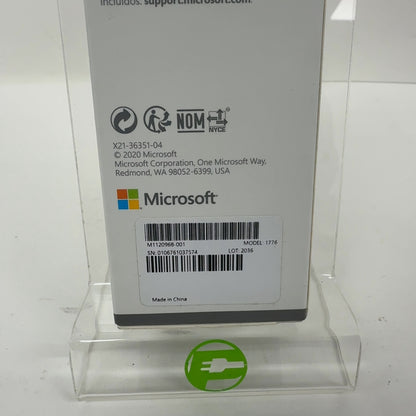 incluidos: support.microsoft.com.
NOM
NYCE
X21-36351-04
© 2020 Microsoft
Microsoft Corporation, One Microsoft Way,
Redmond, WA 98052-6399, USA
Microsoft
M1120968-001 MODEL: 1776
SN: 0106761037574 LOT: 2036
Made in China